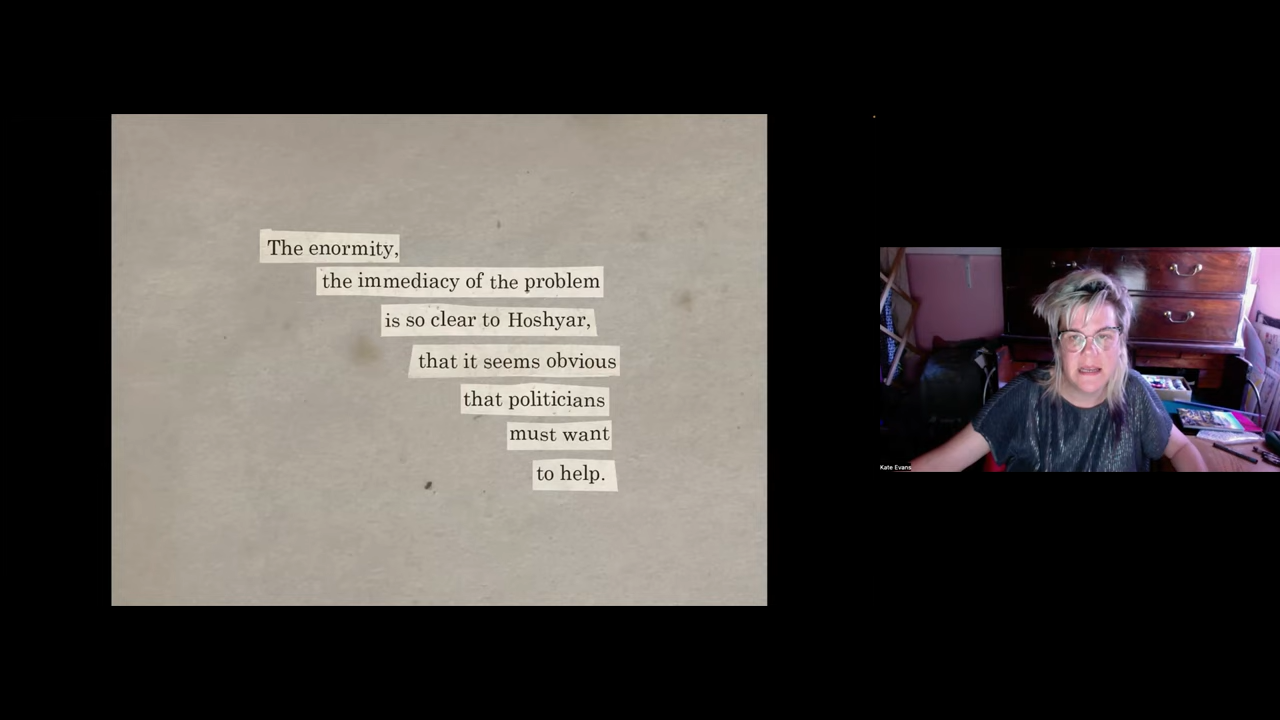 The enormity,
the immediacy of the problem
is so clear to Hoshyar,
that it seems obvious
that politicians
must want
to help.
Kate Evans